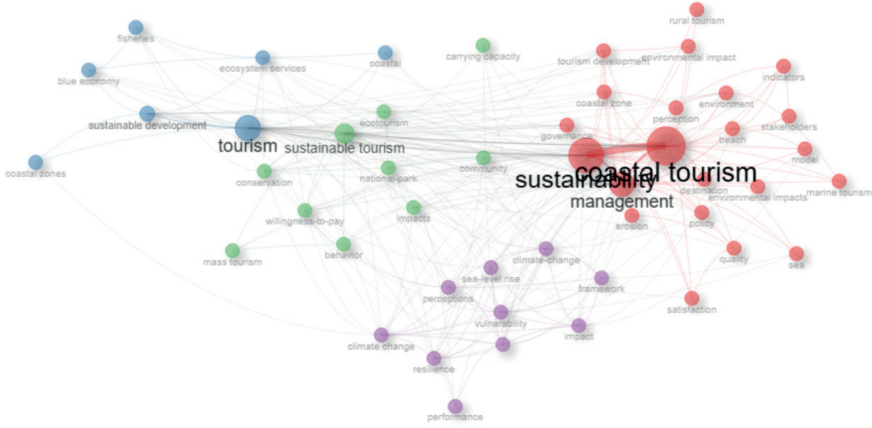 rural tourism
fisheries
tourism development
environmental impact
carrying capacity
coastal
ecosystem services
indicators
blue economy
coastal zone
environment
perception
ecotourism
sustainable development
stakeholders
governance
beach
tourism
sustainable tourism
model
community
coastal zones
conservation
national-park
sustainability
coastal tourism
destination
marine tourism
environmental impacts
management
willingness-to-pay
impacts
erosion
policy
behavior
mass tourism
climate-change
quality
sea
sea-level rise
framework
perceptions
satisfaction
vulnerability
impact
climate change
resilience
performance